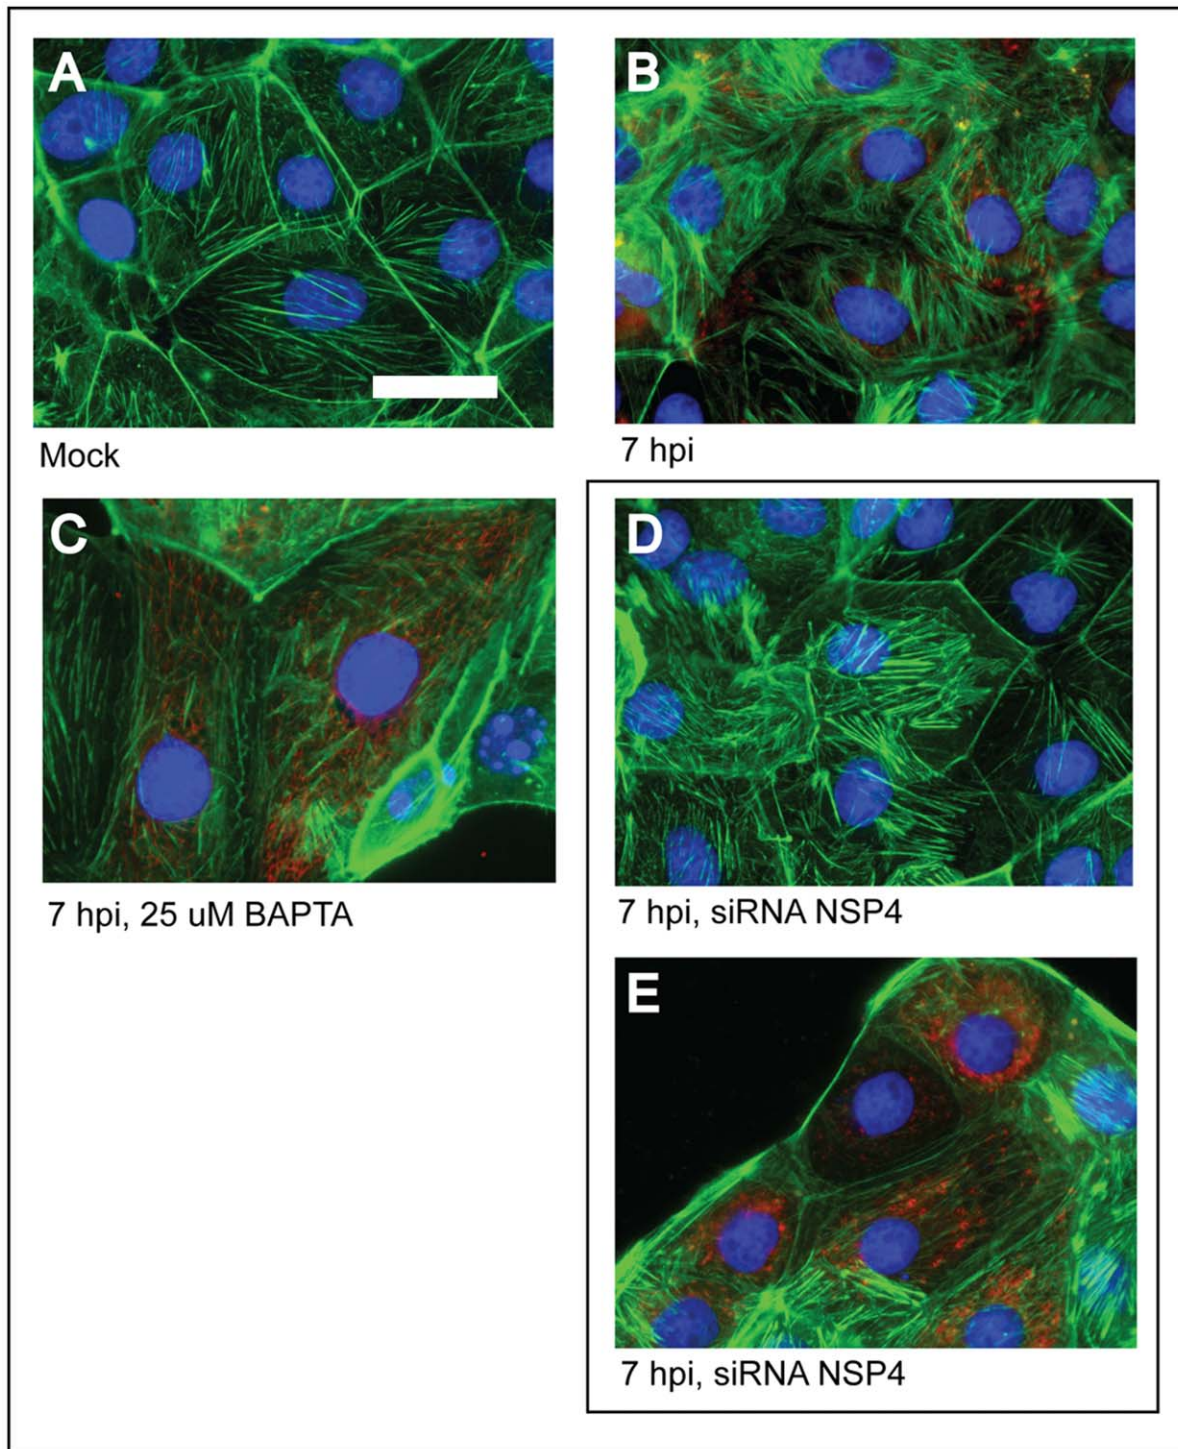 A
B
Mock
7 hpi
C
D
7 hpi, 25 uM BAPTA
7 hpi, siRNA NSP4
E
7 hpi, siRNA NSP4